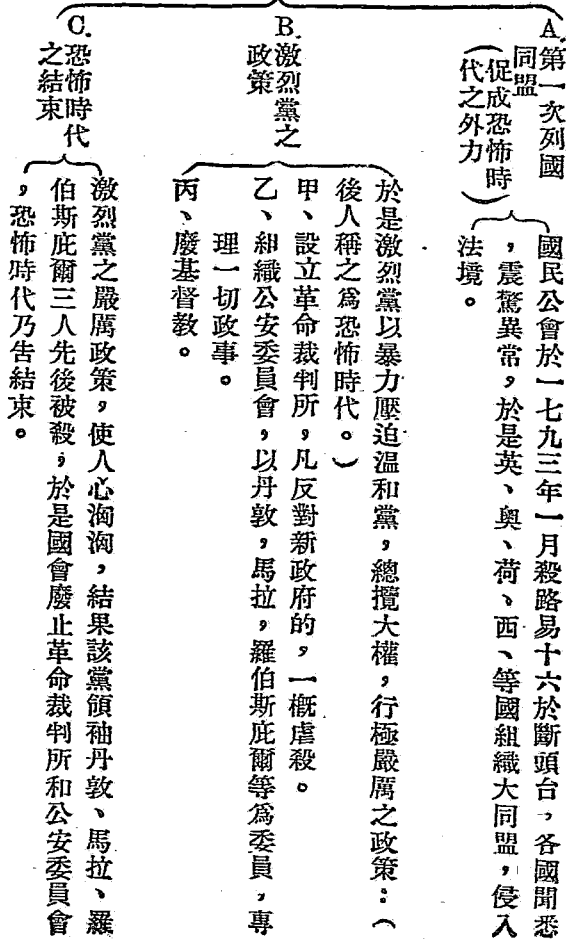 A.第一次列國
同盟
(促成恐怖時
代之外力)
國民公會於一七九三年一月殺路易十六於斷頭台，各國聞悉
，震驚異常，於是英、奧、荷、西、等國組織大同盟，侵入
法境。
B.激烈黨之
政策
於是激烈黨以暴力壓迫溫和黨，總攬大權，行極嚴厲之政策：(
後人稱之爲恐怖時代。)
甲、設立革命裁判所，凡反對新政府的，一概虐殺。
乙、組織公安委員會，以丹敦，馬拉，羅伯斯庇爾等爲委員，專
理一切政事。
丙、廢基督教。
C.恐怖時代
之結束
激烈黨之嚴厲政策，使人心洶洶，結果該黨領袖丹敦、馬拉、羅
伯斯庇爾三人先後被殺，於是國會廢止革命裁判所和公安委員會
，恐怖時代乃告結束。